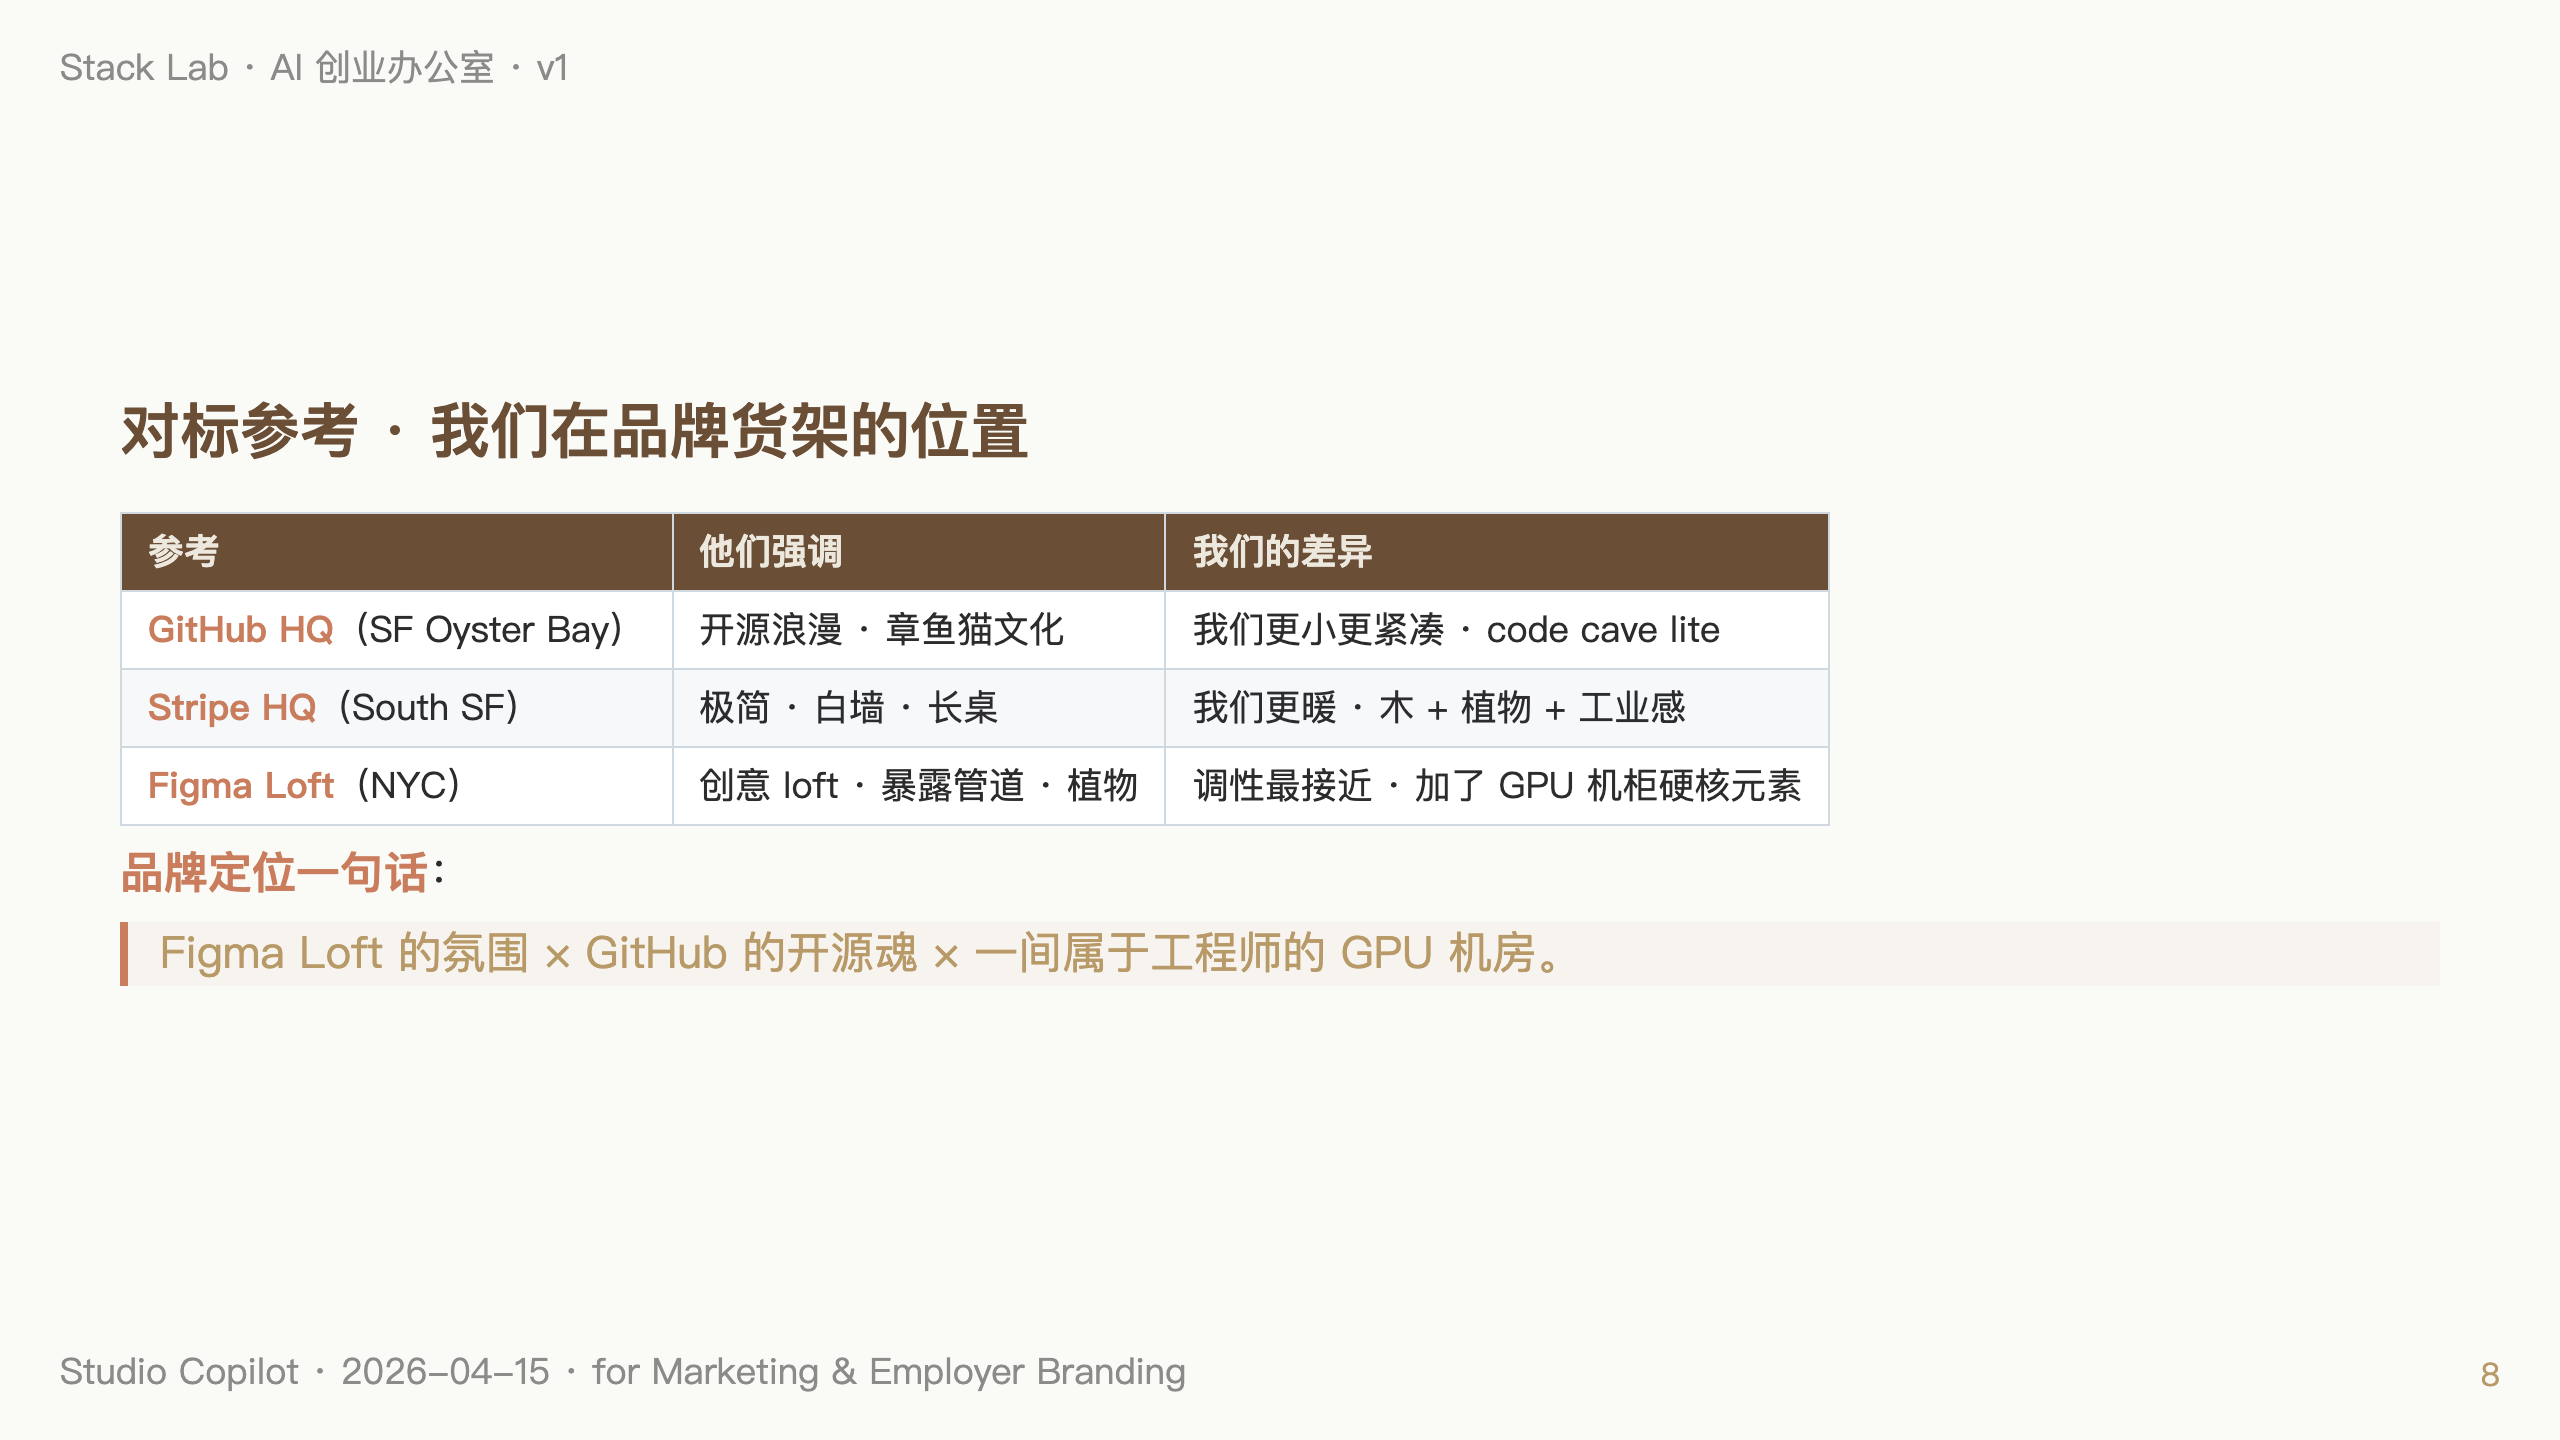 Stack Lab · AI 创业办公室 · v1
对标参考 · 我们在品牌货架的位置
参考 他们强调 我们的差异
GitHub HQ（SF Oyster Bay） 开源浪漫 · 章鱼猫文化 我们更小更紧凑 · code cave lite
Stripe HQ（South SF） 极简 · 白墙 · 长桌 我们更暖 · 木 + 植物 + 工业感
Figma Loft（NYC） 创意 loft · 暴露管道 · 植物 调性最接近 · 加了 GPU 机柜硬核元素
品牌定位一句话：
Figma Loft 的氛围 × GitHub 的开源魂 × 一间属于工程师的 GPU 机房。
Studio Copilot · 2026-04-15 · for Marketing & Employer Branding
8